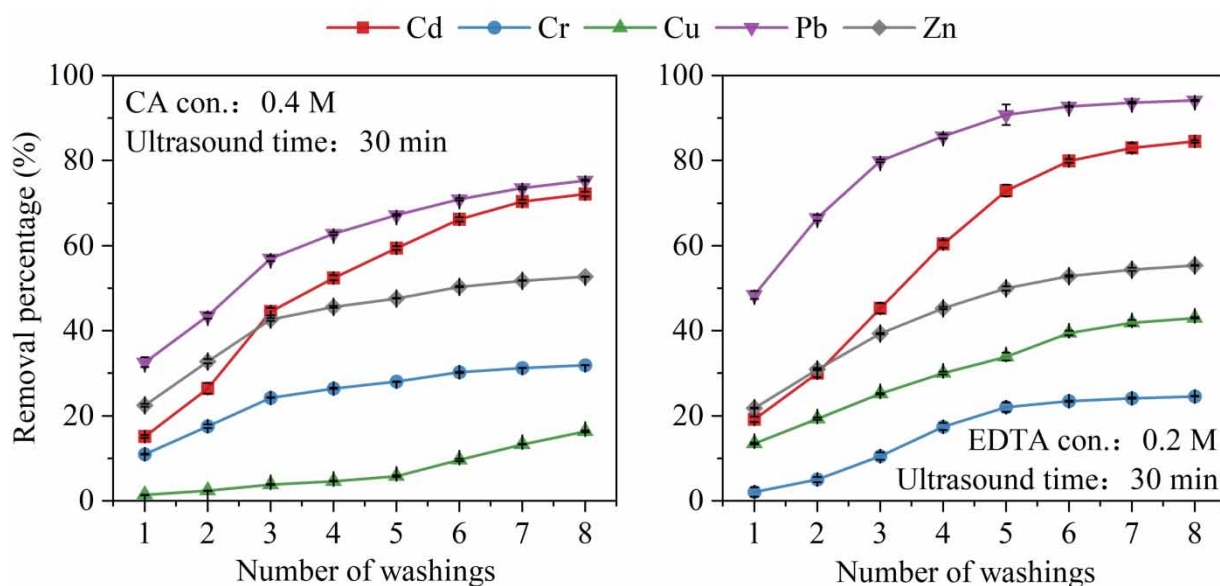 Cd Cr Cu Pb Zn
Removal percentage (%)
100
80
60
40
20
0
CA con.: 0.4 M
Ultrasound time: 30 min
1 2 3 4 5 6 7 8
Number of washings
100
80
60
40
20
0
EDTA con.: 0.2 M
Ultrasound time: 30 min
1 2 3 4 5 6 7 8
Number of washings